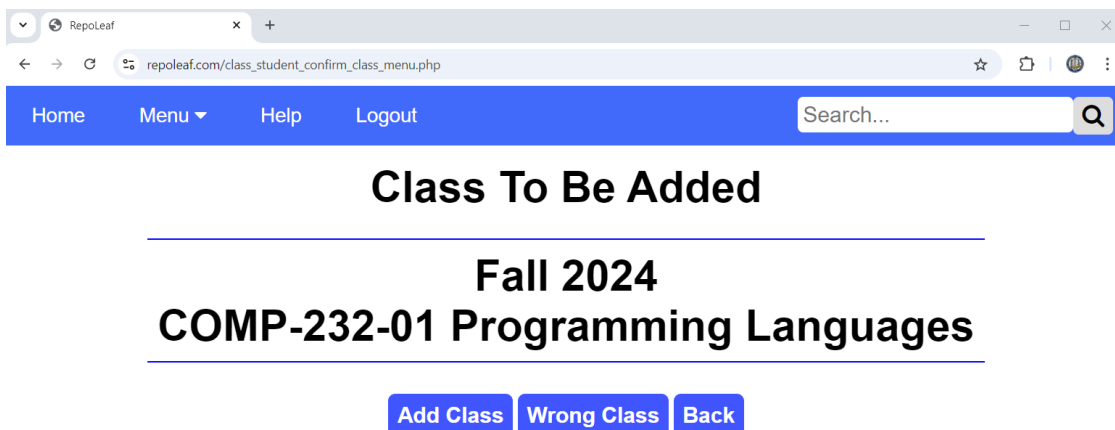 RepoLeaf
repoleaf.com/class_student_confirm_class_menu.php
Home Menu Help Logout Search...
Class To Be Added
Fall 2024
COMP-232-01 Programming Languages
Add Class Wrong Class Back